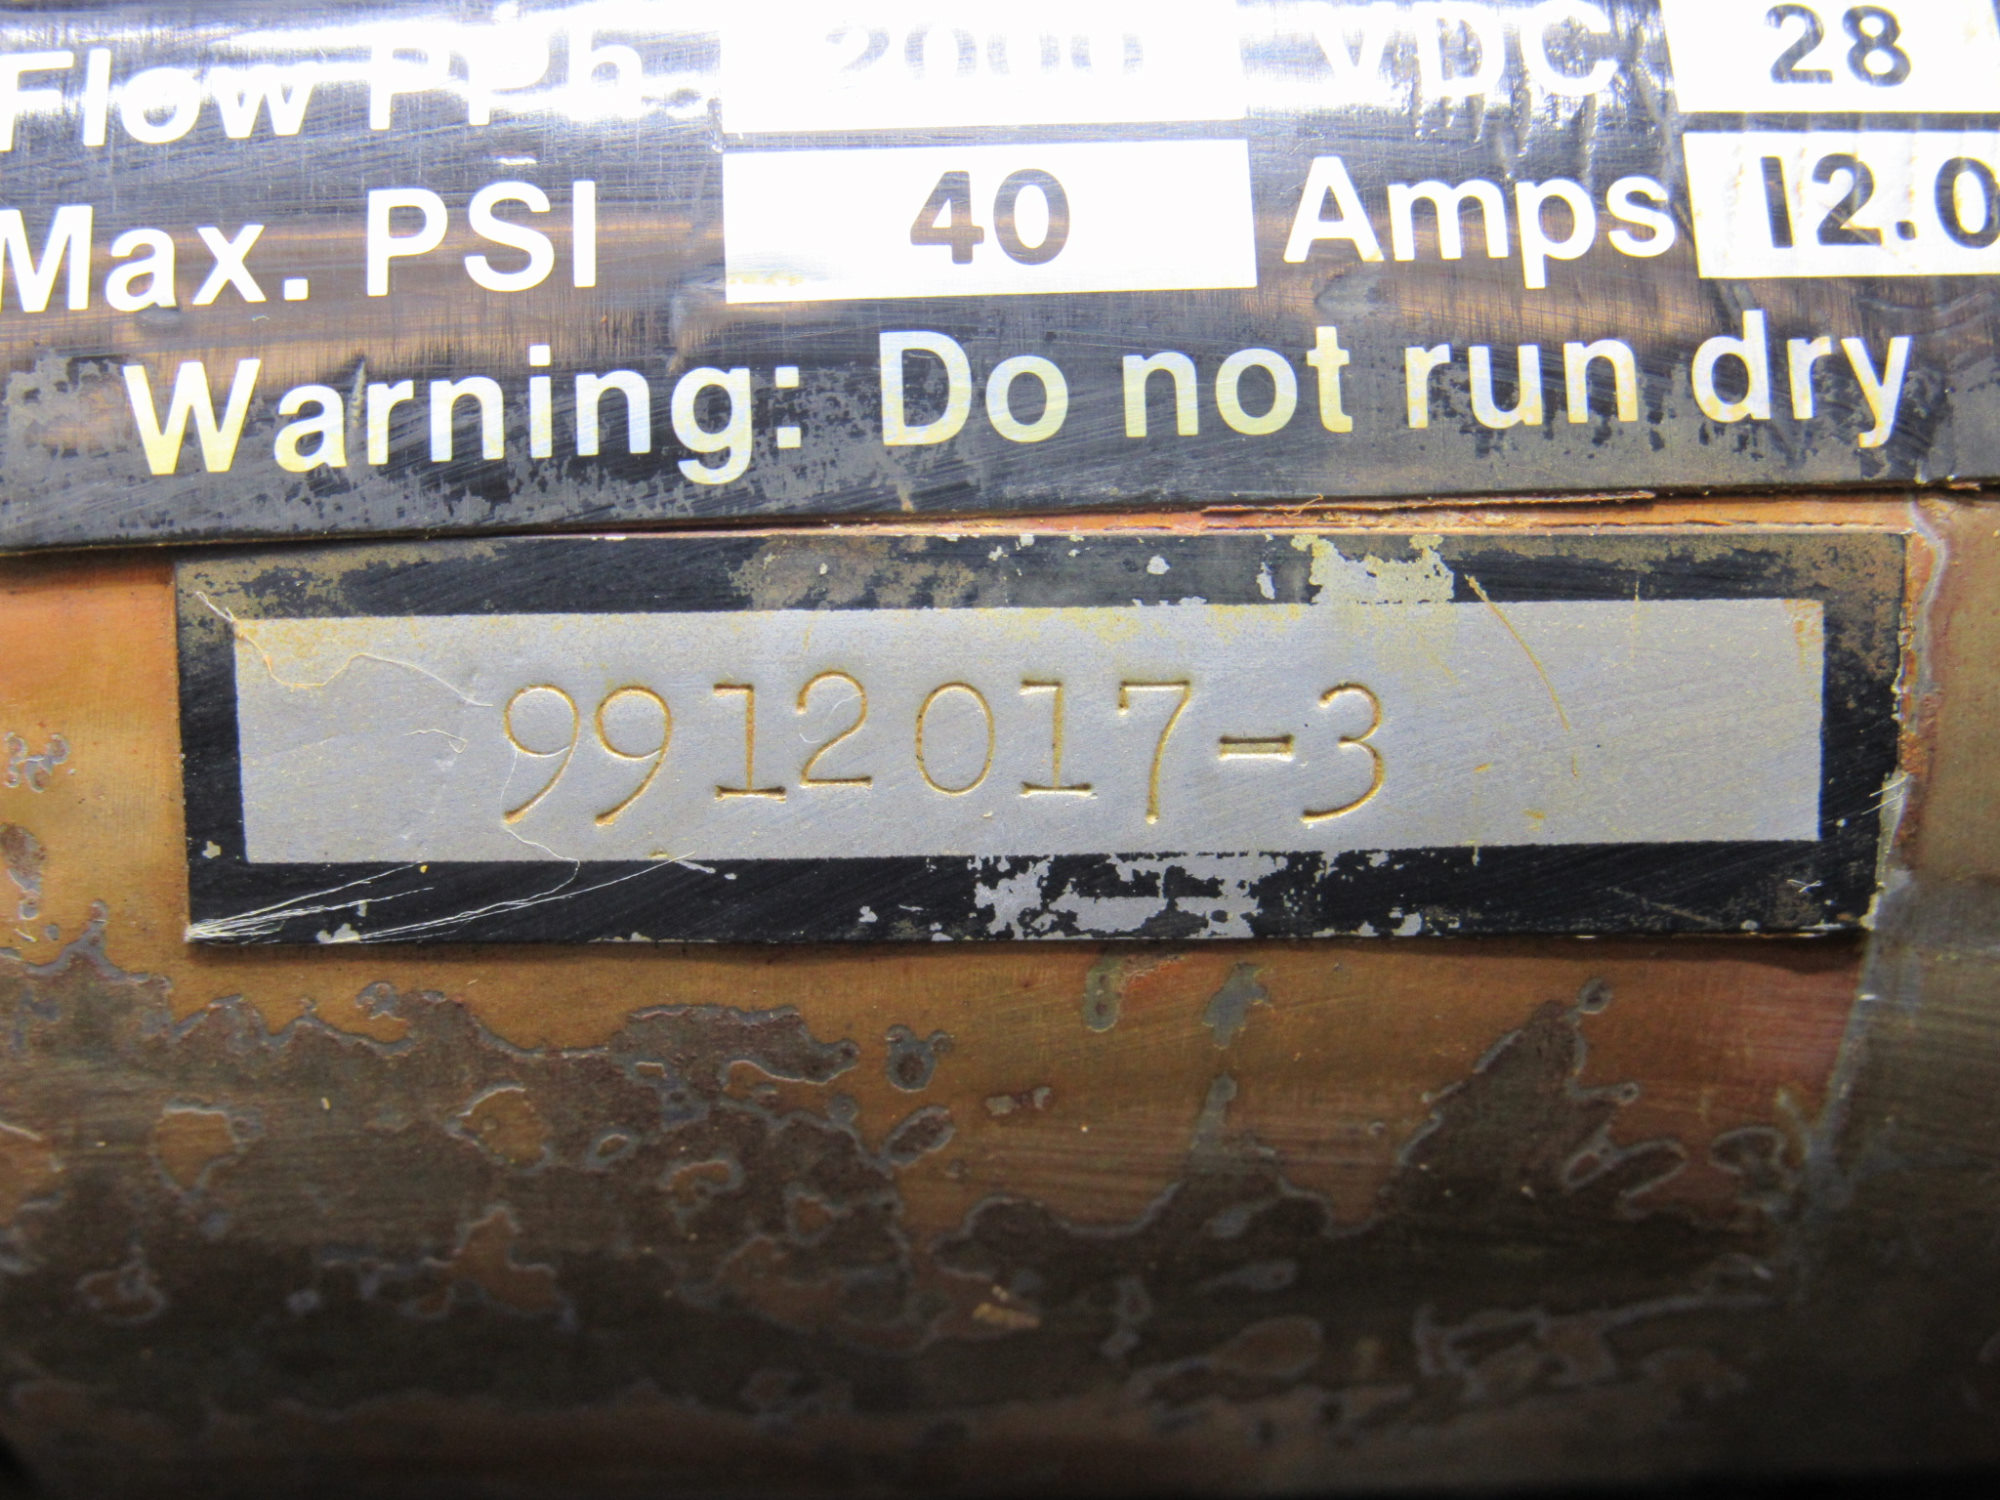 Flow PPh. 2000 VDC 28
Max. PSI 40 Amps 12.0
Warning: Do not run dry
9912017-3